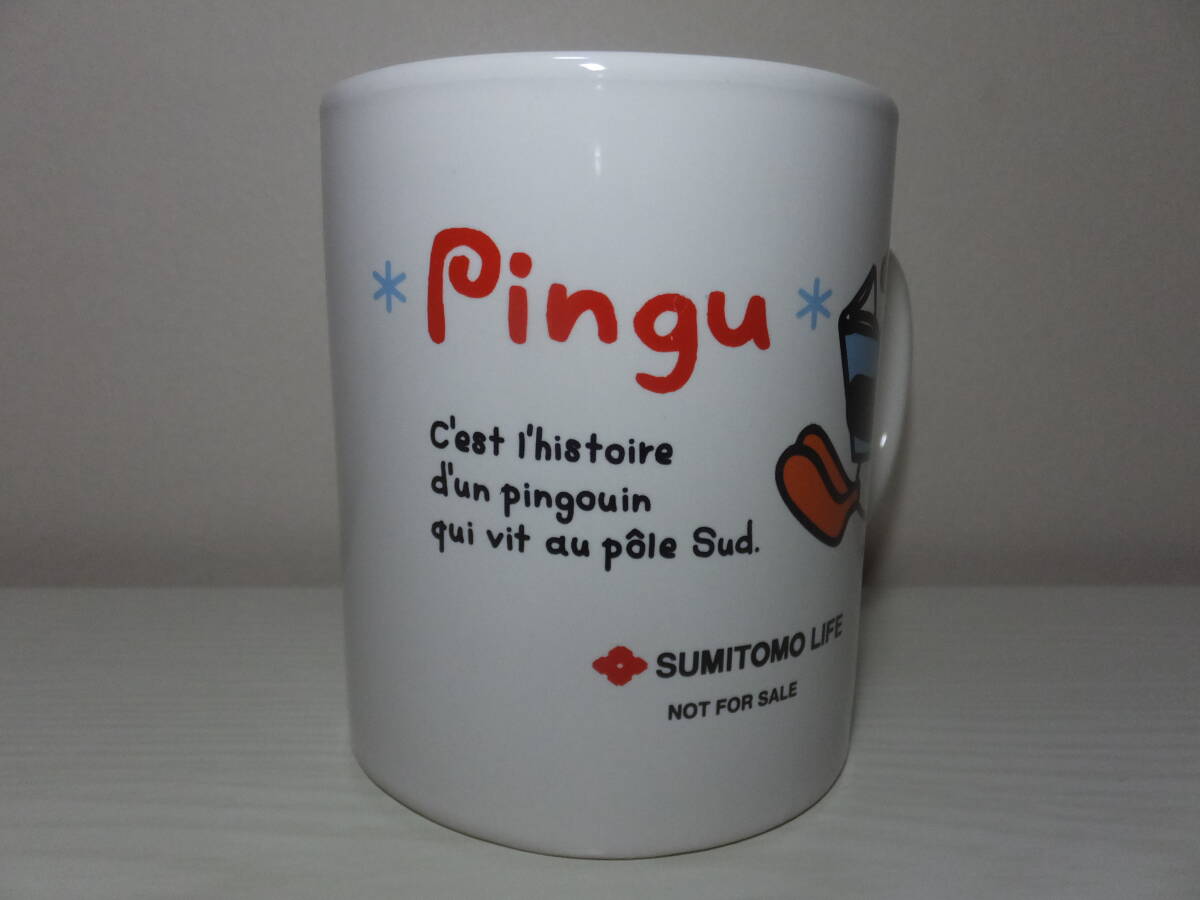 Pingu
C'est l'histoire
d'un pingouin
qui vit au pôle Sud.
SUMITOMO LIFE
NOT FOR SALE